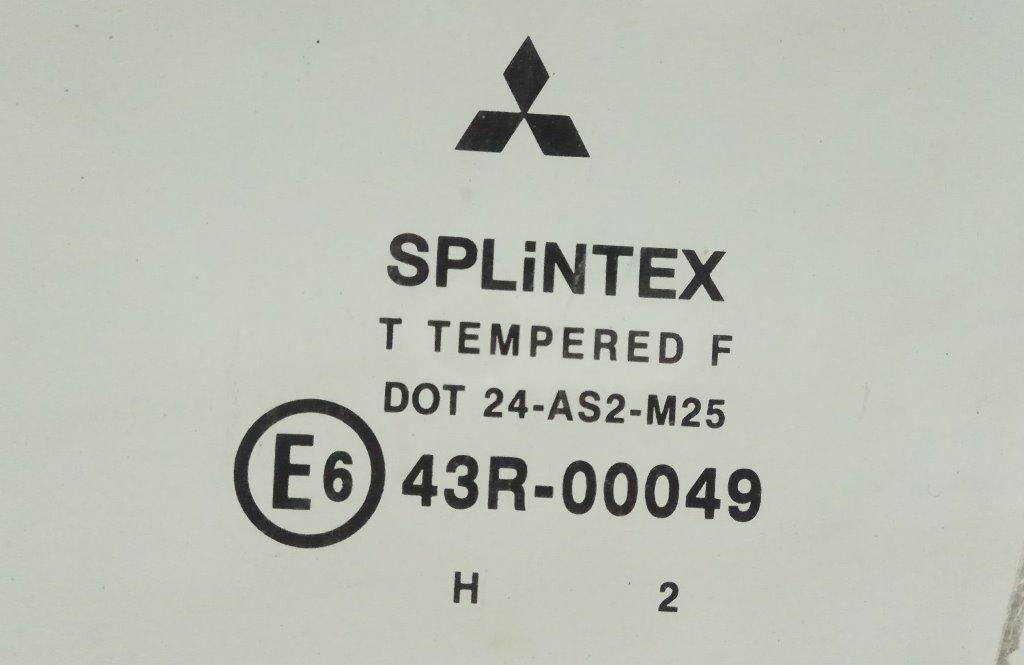 SPLiNTEX
T TEMPERED F
DOT 24-AS2-M25
E6 43R-00049
H 2